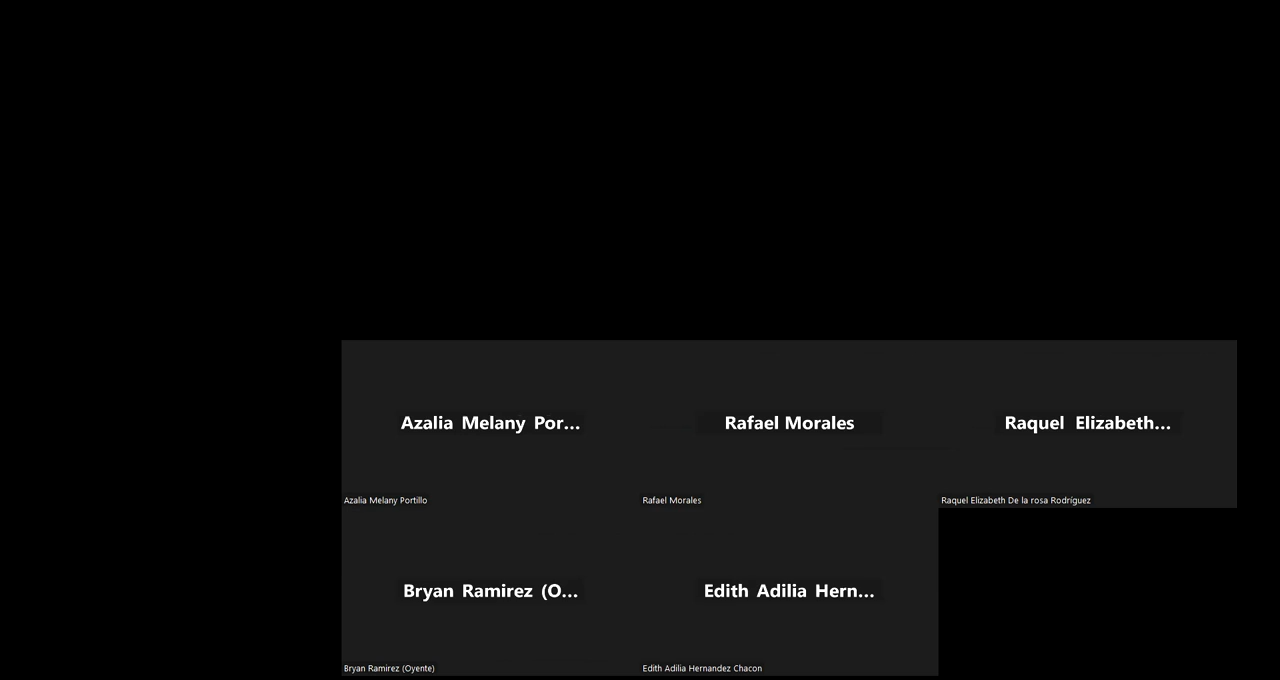 Azalia Melany Por...
Rafael Morales
Raquel Elizabeth...
Azalia Melany Portillo
Rafael Morales
Raquel Elizabeth De la rosa Rodríguez
Bryan Ramirez (O...
Edith Adilia Hern...
Bryan Ramirez (Oyente)
Edith Adilia Hernandez Chacon